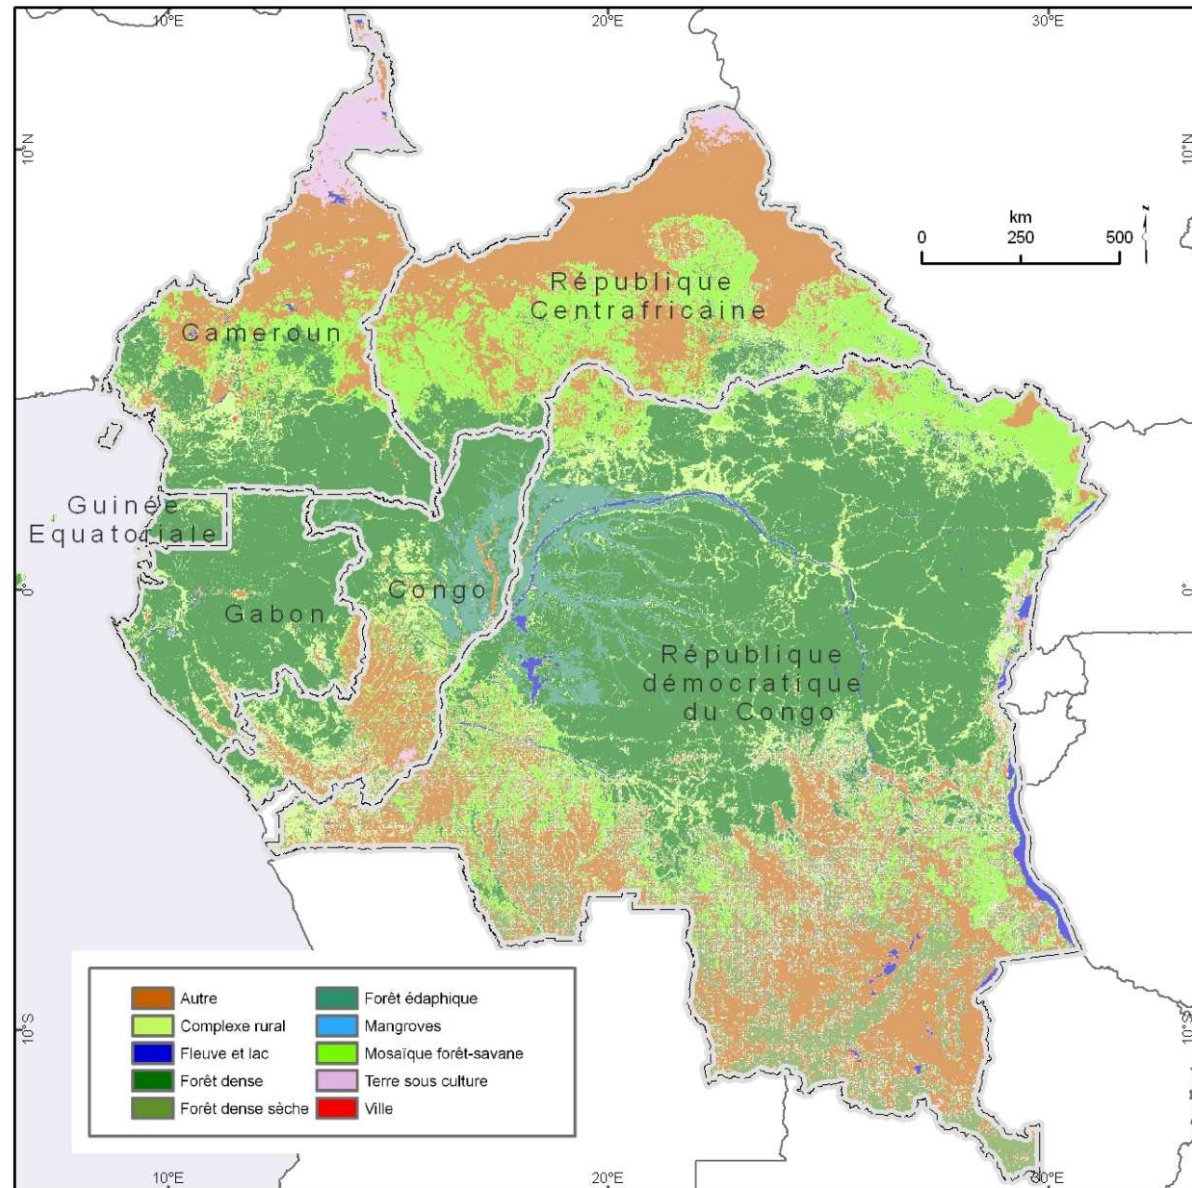 10°E
20°E
30°E
10°N
10°N
km
0
250
500
z
République
Centrafricaine
Cameroun
Guinée
Equatoriale
0°
0°
Congo
Gabon
République
démocratique
du Congo
Autre
Complexe rural
Fleuve et lac
Forêt dense
Forêt dense sèche
Forêt édaphique
Mangroves
Mosaïque forêt-savane
Terre sous culture
Ville
10°S
10°S
10°E
20°E
30°E